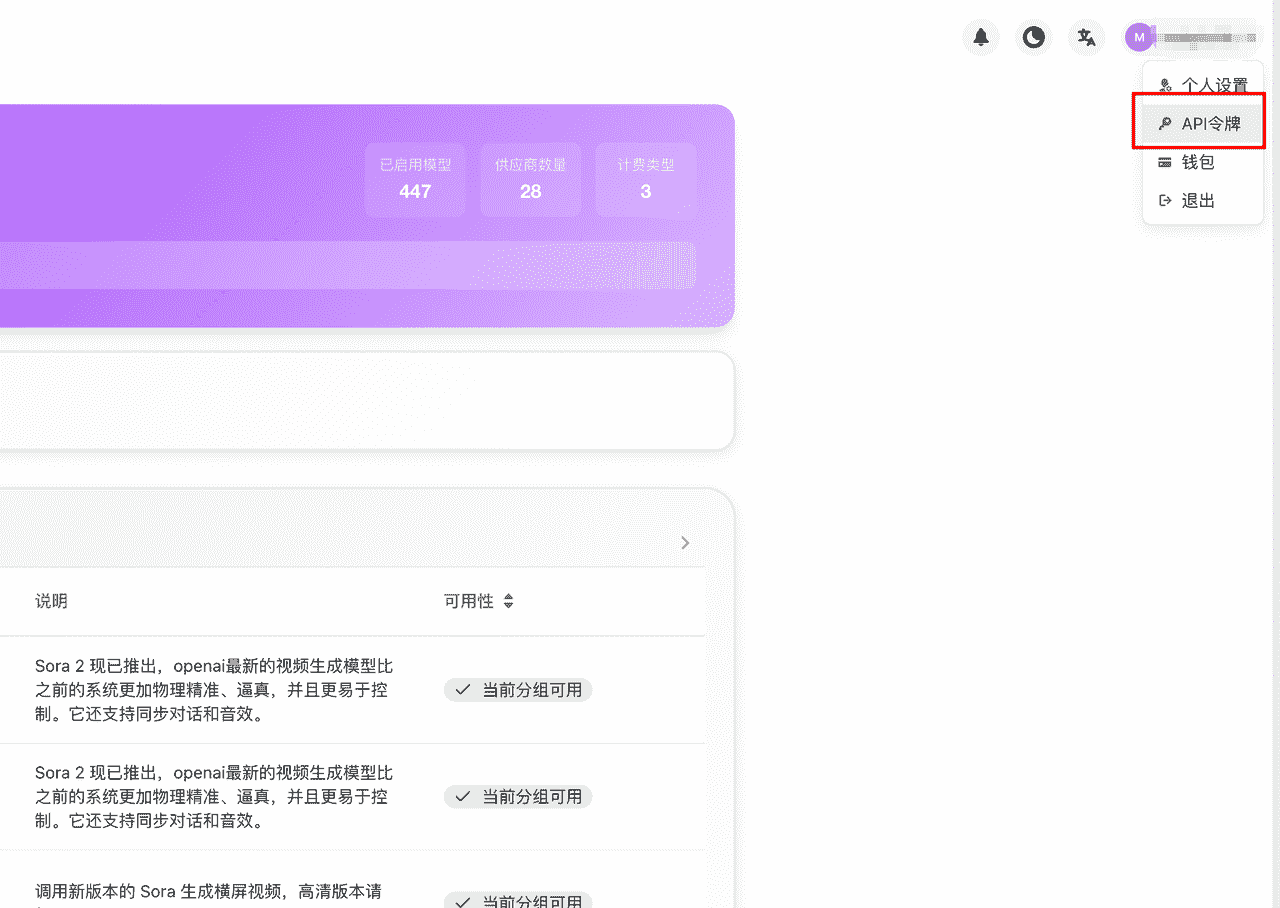 M
个人设置
API令牌
钱包
退出
已启用模型
447
供应商数量
28
计费类型
3
说明
可用性
Sora 2 现已推出，openai最新的视频生成模型比
之前的系统更加物理精准、逼真，并且更易于控
制。它还支持同步对话和音效。
当前分组可用
Sora 2 现已推出，openai最新的视频生成模型比
之前的系统更加物理精准、逼真，并且更易于控
制。它还支持同步对话和音效。
当前分组可用
调用新版本的 Sora 生成横屏视频，高清版本请
当前分组可用